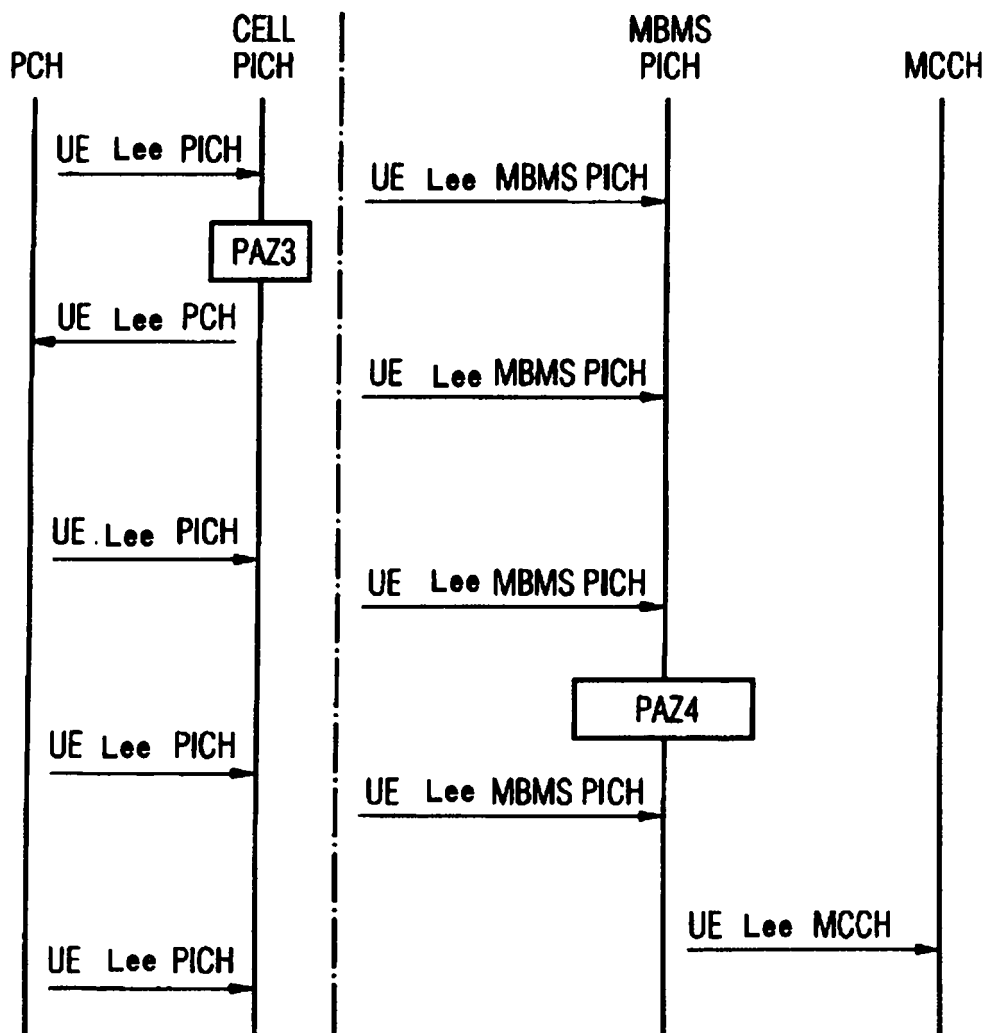 PCH
CELL
PICH
MBMS
PICH
MCCH
UE Lee PICH
UE Lee MBMS PICH
PAZ3
UE Lee PCH
UE Lee MBMS PICH
UE Lee PICH
UE Lee MBMS PICH
PAZ4
UE Lee PICH
UE Lee MBMS PICH
UE Lee MCCH
UE Lee PICH